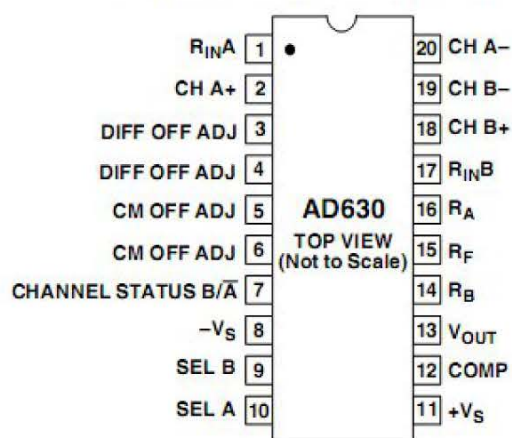 RINA 1
CH A+ 2
DIFF OFF ADJ 3
DIFF OFF ADJ 4
CM OFF ADJ 5
CM OFF ADJ 6
CHANNEL STATUS B/A̅ 7
–VS 8
SEL B 9
SEL A 10
AD630
TOP VIEW
(Not to Scale)
20 CH A–
19 CH B–
18 CH B+
17 RINB
16 RA
15 RF
14 RB
13 VOUT
12 COMP
11 +VS